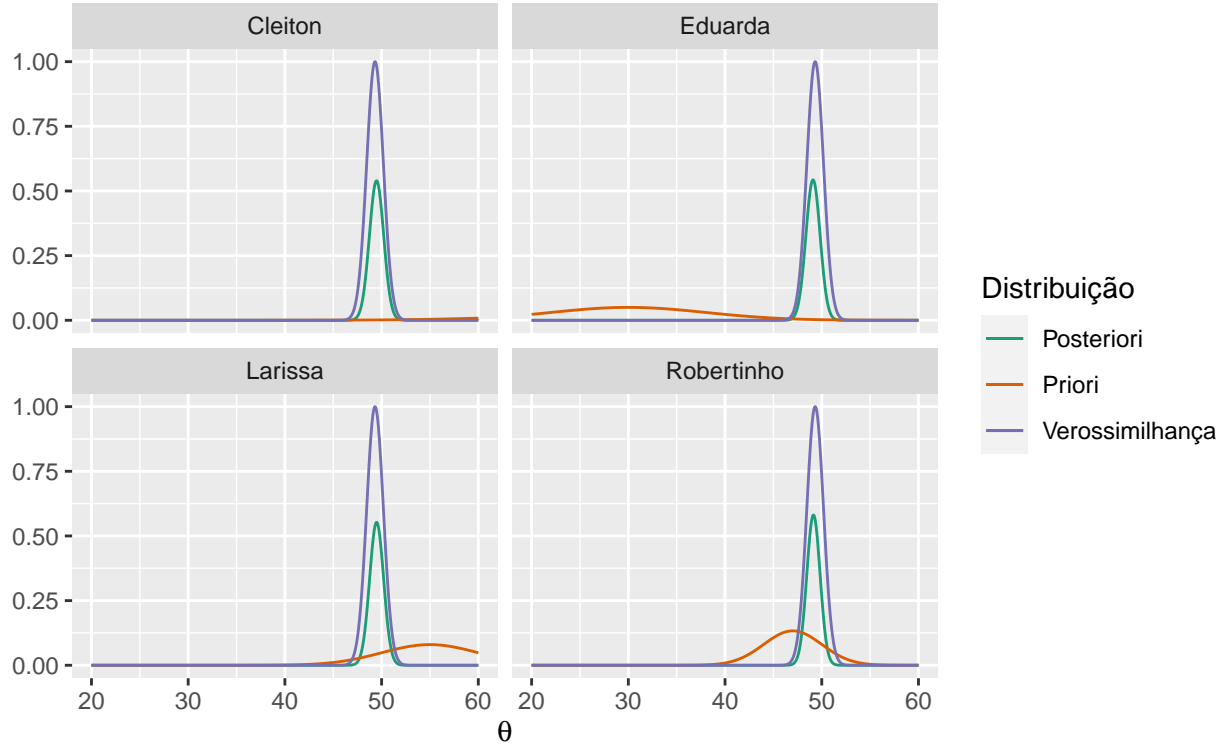 Cleiton
Eduarda
1.00
0.75
0.50
0.25
0.00
Larissa
Robertinho
1.00
0.75
0.50
0.25
0.00
20 30 40 50 60
20 30 40 50 60
θ
Distribuição
Posteriori
Priori
Verossimilhança